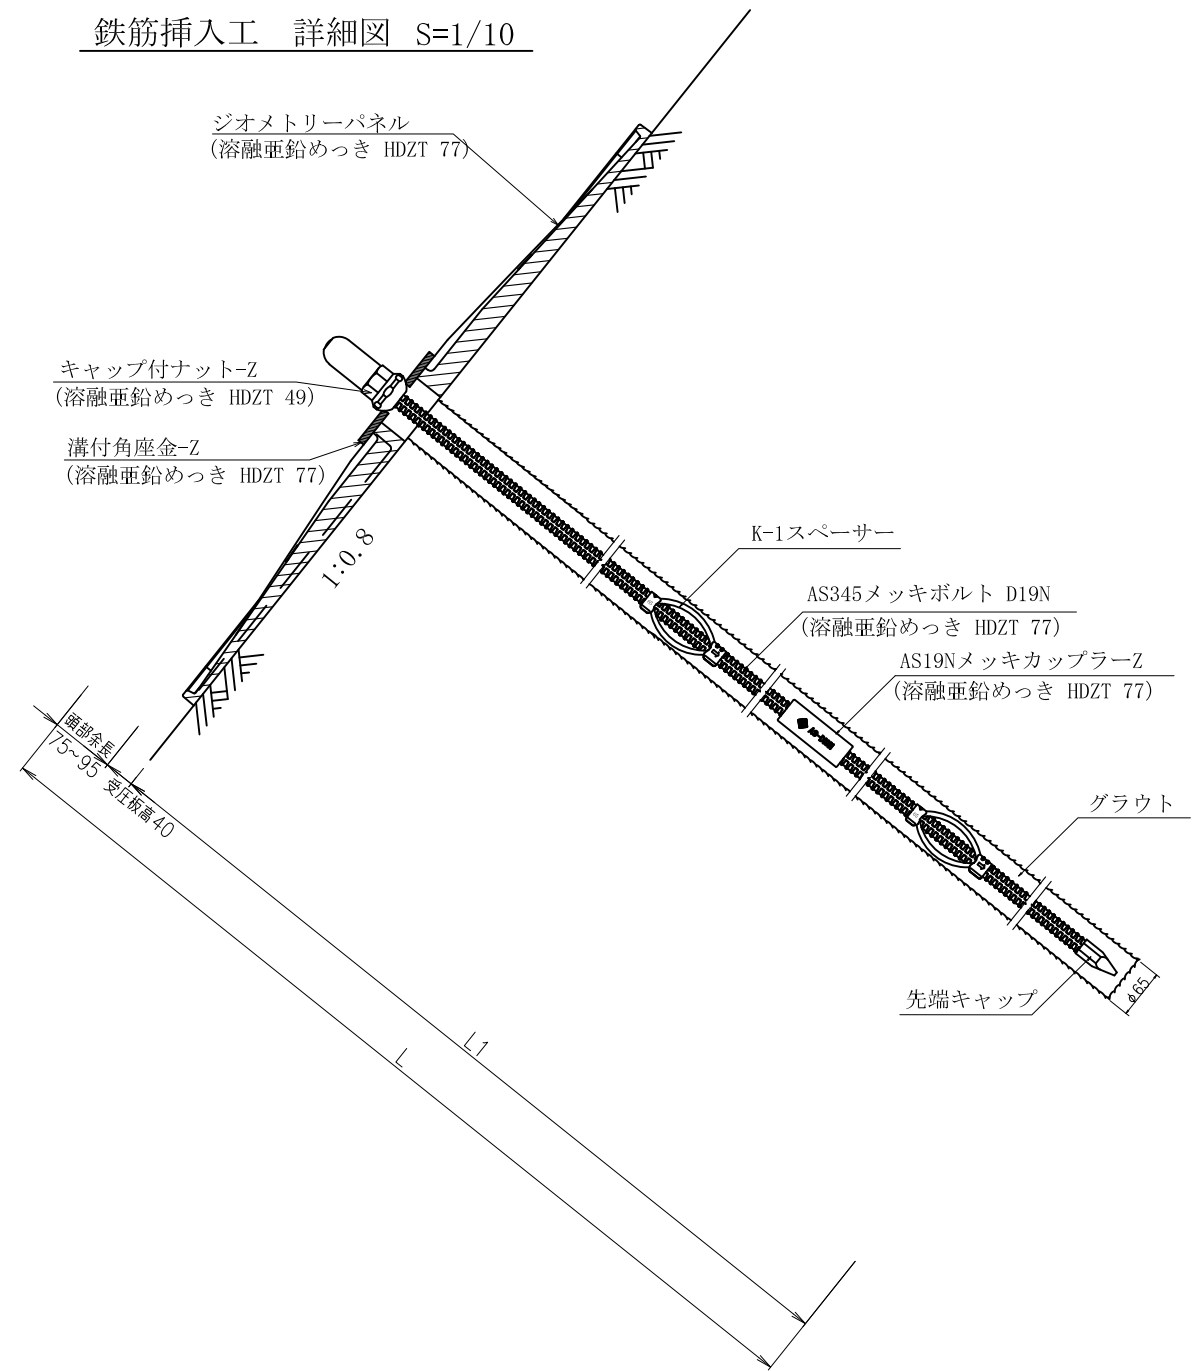 鉄筋挿入工　詳細図　S=1/10
ジオメトリーパネル
(溶融亜鉛めっき HDZT 77)
キャップ付ナット-Z
(溶融亜鉛めっき HDZT 49)
溝付角座金-Z
(溶融亜鉛めっき HDZT 77)
1:0.8
K-1スペーサー
AS345メッキボルト D19N
(溶融亜鉛めっき HDZT 77)
AS19NメッキカップラーZ
(溶融亜鉛めっき HDZT 77)
頭部余長
75~95
受圧板高40
グラウト
先端キャップ
φ65
L1
L